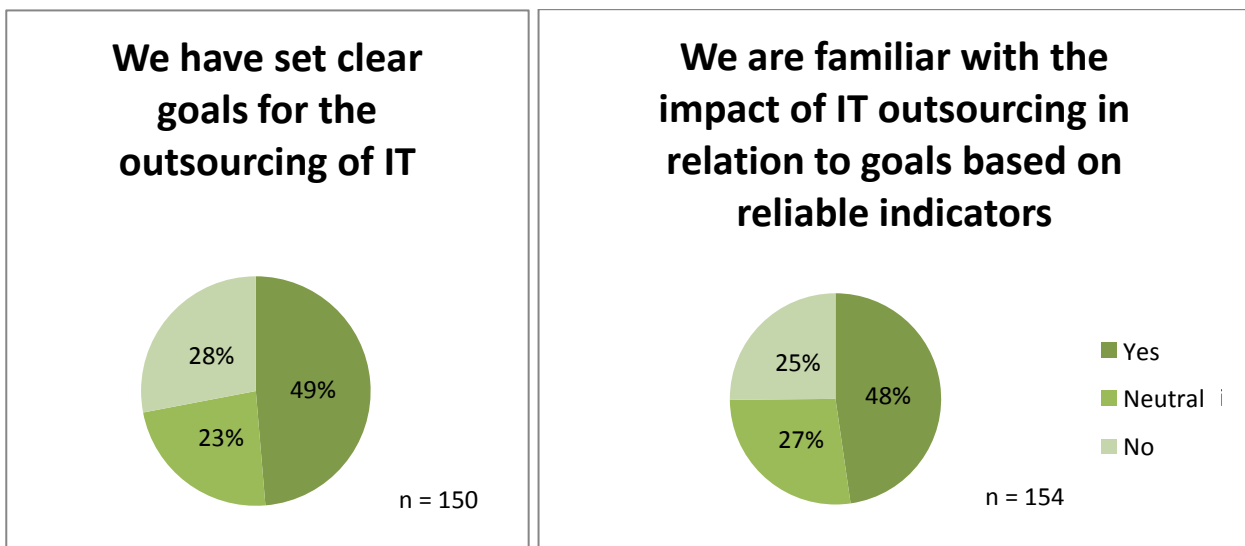 We have set clear
goals for the
outsourcing of IT
28%
49%
23%
n = 150
We are familiar with the
impact of IT outsourcing in
relation to goals based on
reliable indicators
25%
48%
27%
n = 154
Yes
Neutral i
No